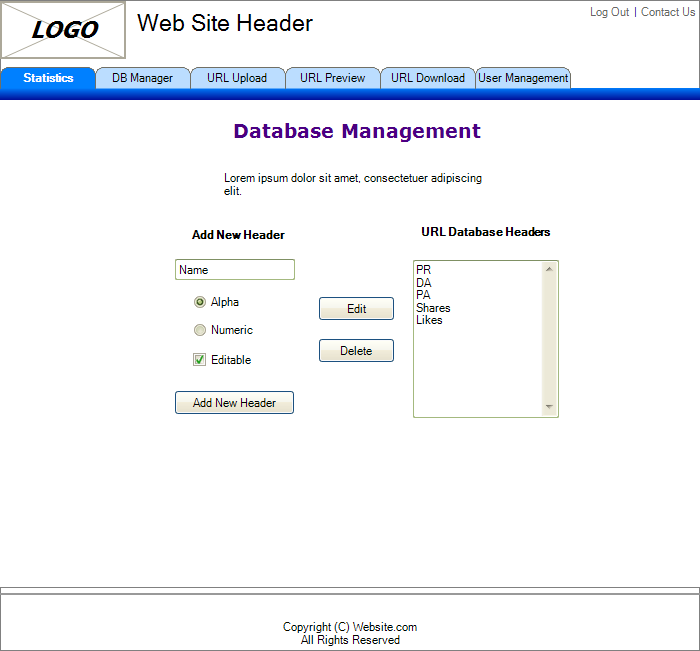 LOGO
Web Site Header
Log Out | Contact Us
Statistics
DB Manager
URL Upload
URL Preview
URL Download
User Management
Database Management
Lorem ipsum dolor sit amet, consectetuer adipiscing
elit.
Add New Header
Name
Alpha
Numeric
Editable
Add New Header
Edit
Delete
URL Database Headers
PR
DA
PA
Shares
Likes
Copyright (C) Website.com
All Rights Reserved